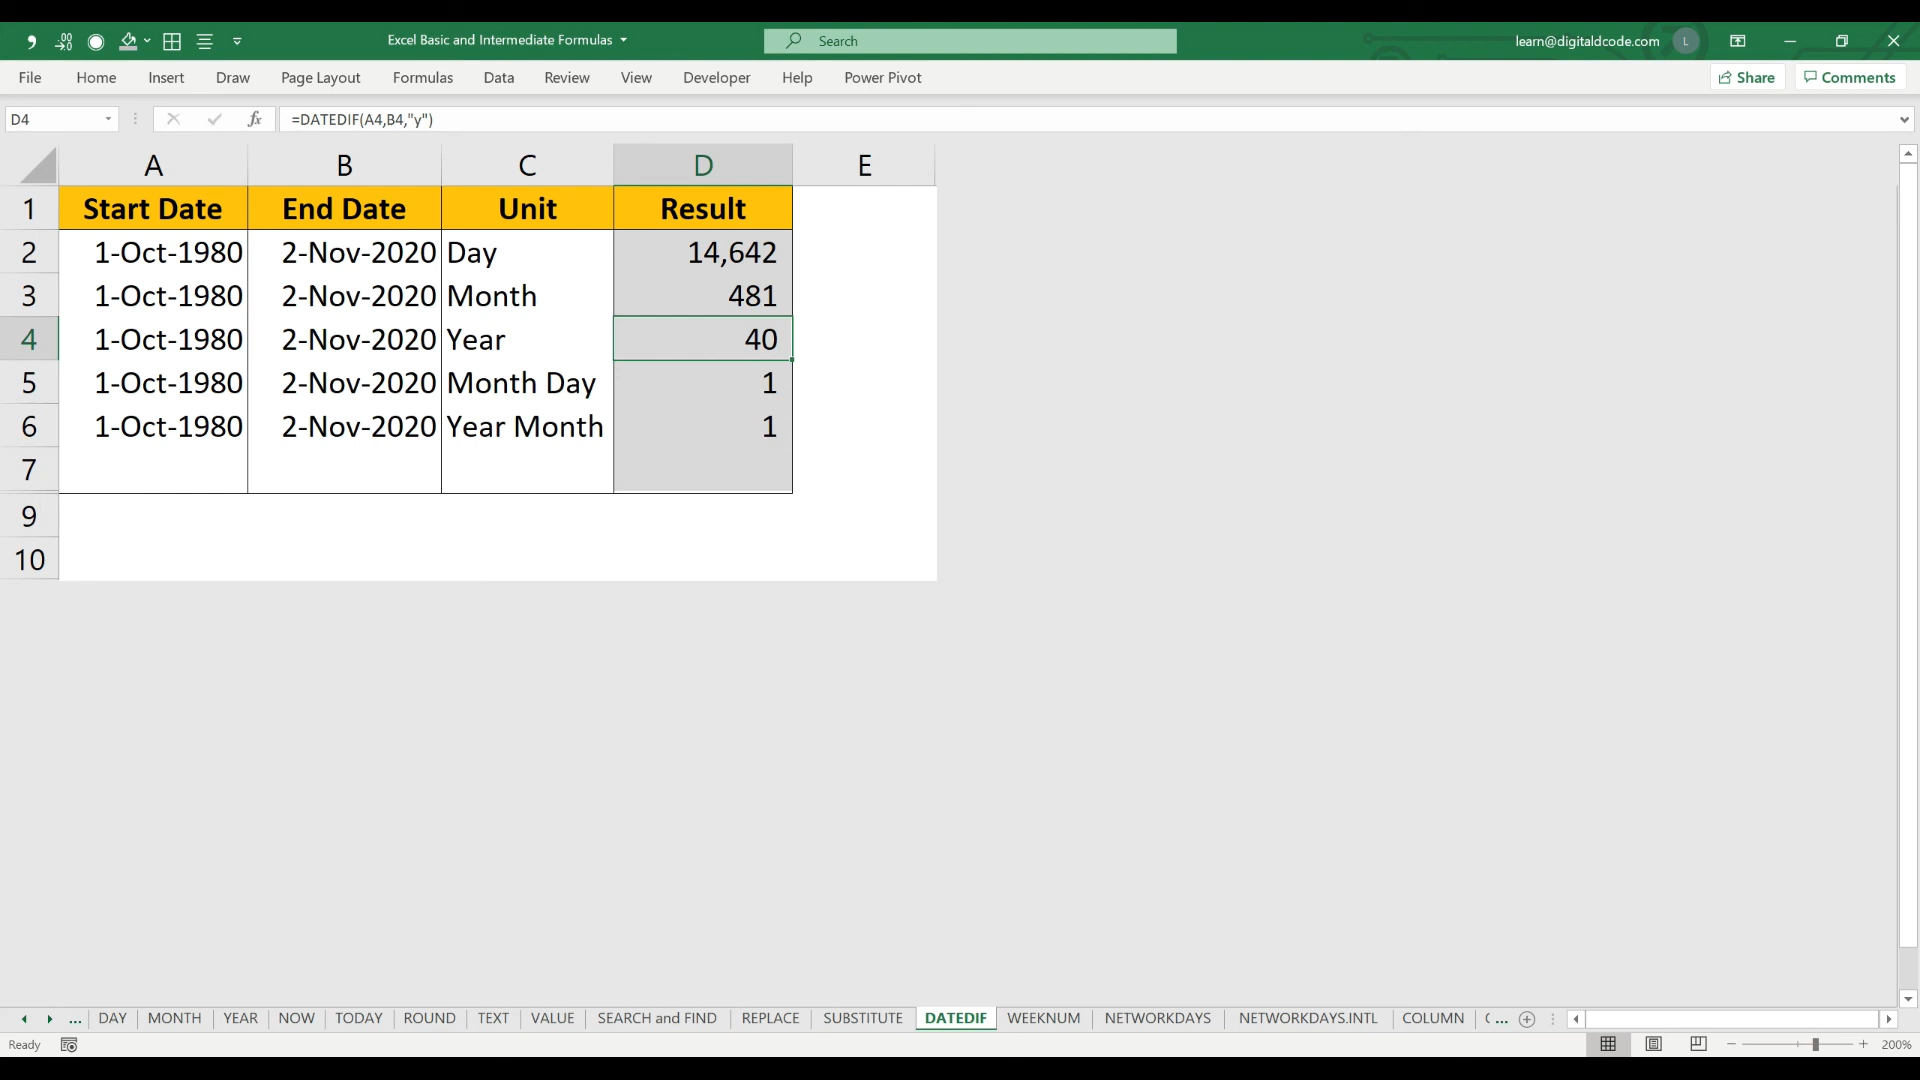 Excel Basic and Intermediate Formulas
Search
learn@digitaldcode.com
L
File Home Insert Draw Page Layout Formulas Data Review View Developer Help Power Pivot
Share
Comments
D4
fx
=DATEDIF(A4,B4,"y")
A B C D E
1 Start Date End Date Unit Result
2 1-Oct-1980 2-Nov-2020 Day 14,642
3 1-Oct-1980 2-Nov-2020 Month 481
4 1-Oct-1980 2-Nov-2020 Year 40
5 1-Oct-1980 2-Nov-2020 Month Day 1
6 1-Oct-1980 2-Nov-2020 Year Month 1
7
9
10
... DAY MONTH YEAR NOW TODAY ROUND TEXT VALUE SEARCH and FIND REPLACE SUBSTITUTE DATEDIF WEEKNUM NETWORKDAYS NETWORKDAYS.INTL COLUMN ...
Ready
200%